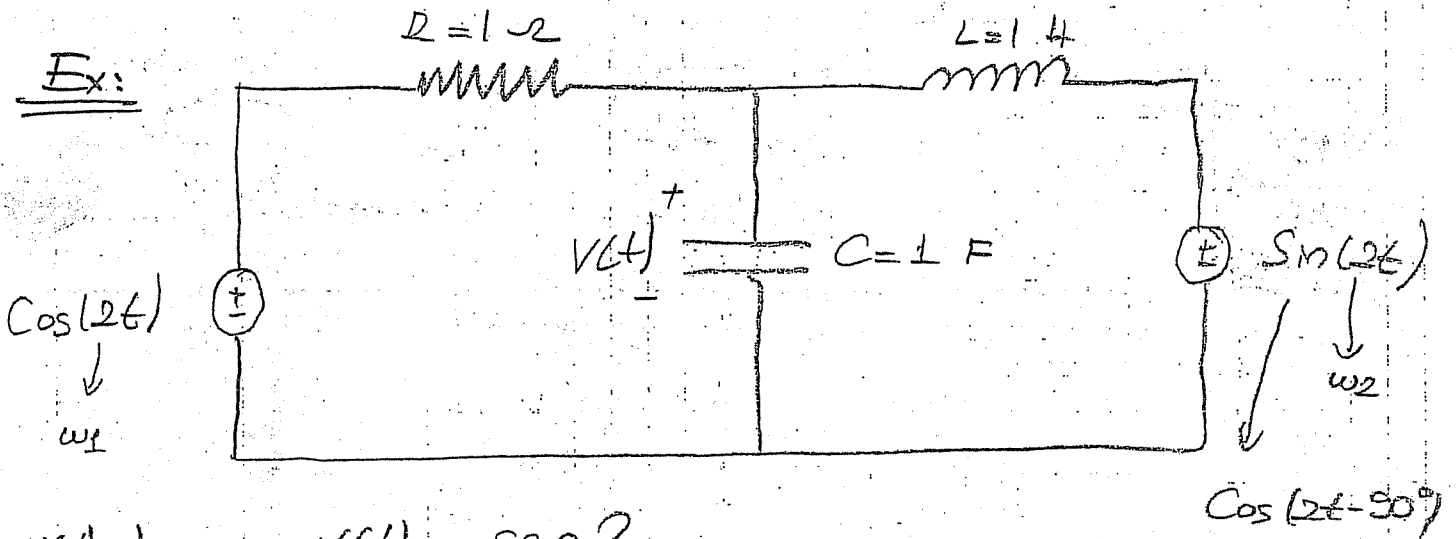 Ex:
R = 1 Ω
L = 1 H
V(t)
+
-
C = 1 F
±
Cos(2t)
ω1
±
Sin(2t)
ω2
Cos(2t-90°)